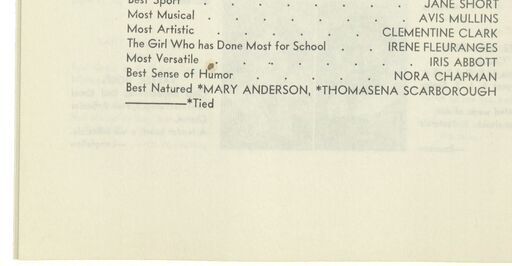 Best Sport . . . . . . . JANE SHORT
Most Musical . . . . . . . AVIS MULLINS
Most Artistic . . . . . . CLEMENTINE CLARK
The Girl Who has Done Most for School . . IRENE FLEURANGES
Most Versatile . . . . . . . IRIS ABBOTT
Best Sense of Humor . . . . . NORA CHAPMAN
Best Natured *MARY ANDERSON, *THOMASENA SCARBOROUGH
————*Tied